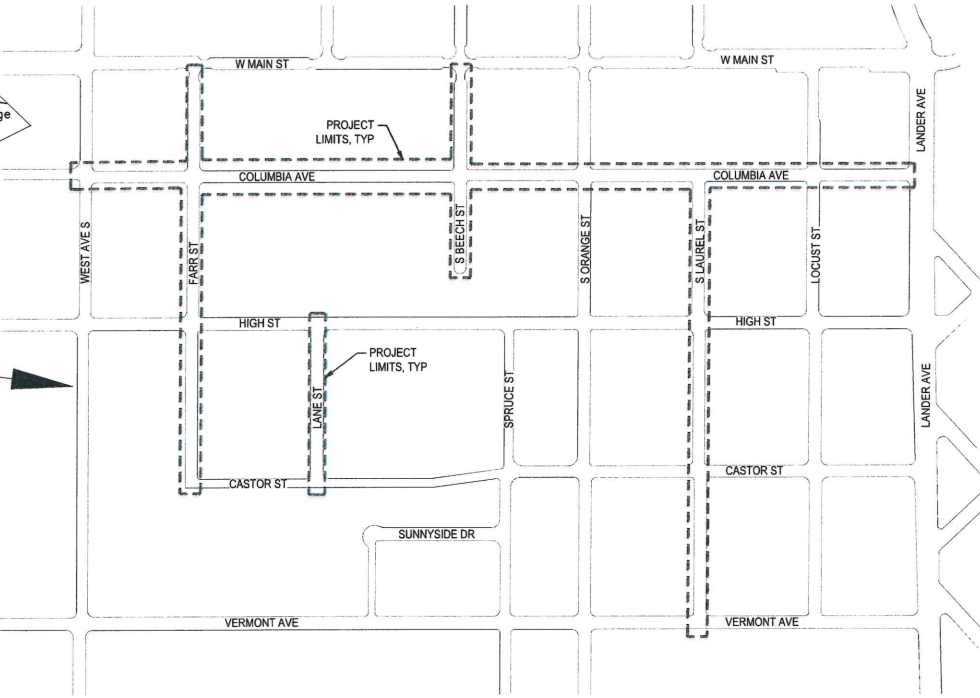 W MAIN ST
W MAIN ST
ge
PROJECT
LIMITS, TYP
LANDER AVE
COLUMBIA AVE
COLUMBIA AVE
WEST AVE S
FARR ST
S BEECH ST
S ORANGE ST
S LAUREL ST
LOCUST ST
HIGH ST
HIGH ST
PROJECT
LIMITS, TYP
LANE ST
SPRUCE ST
LANDER AVE
CASTOR ST
CASTOR ST
SUNNYSIDE DR
VERMONT AVE
VERMONT AVE